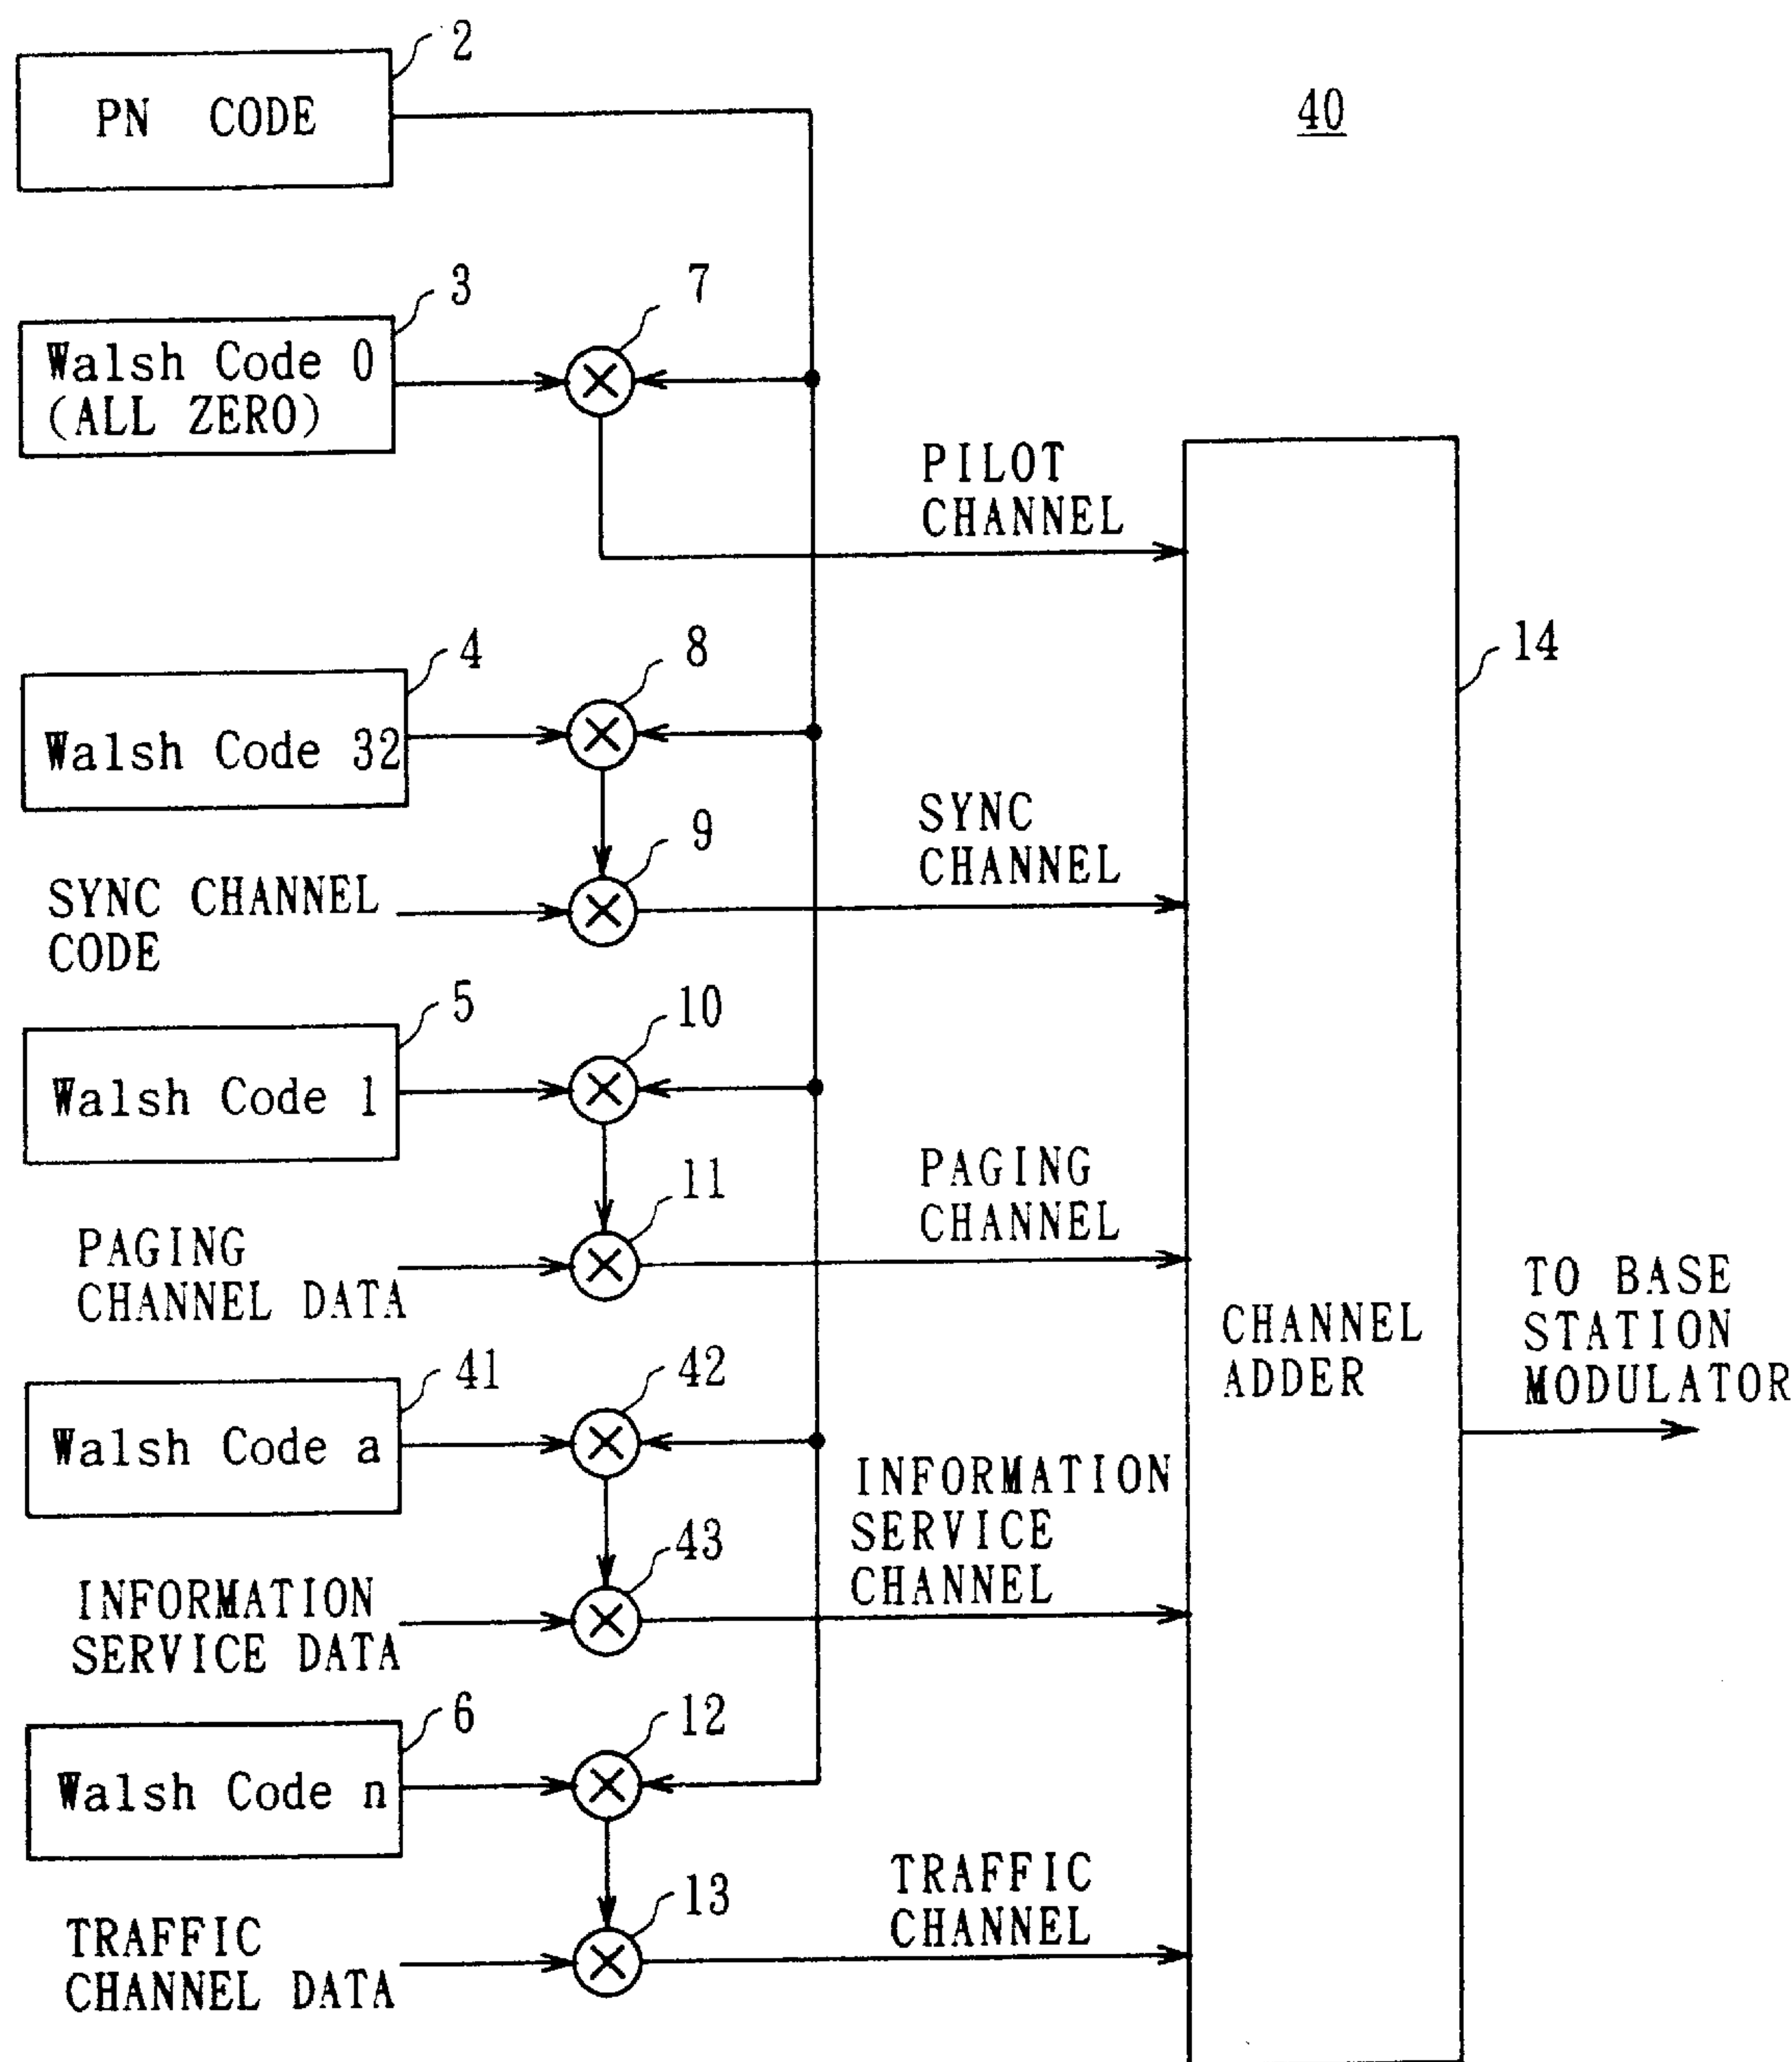 2
PN CODE
40
3
7
Walsh Code 0
(ALL ZERO)
PILOT
CHANNEL
4
8
14
Walsh Code 32
SYNC
CHANNEL
9
SYNC CHANNEL
CODE
5
10
Walsh Code 1
PAGING
CHANNEL
11
PAGING
CHANNEL DATA
TO BASE
STATION
MODULATOR
CHANNEL
ADDER
41
42
Walsh Code a
INFORMATION
SERVICE
CHANNEL
43
INFORMATION
SERVICE DATA
6
12
Walsh Code n
TRAFFIC
CHANNEL
13
TRAFFIC
CHANNEL DATA